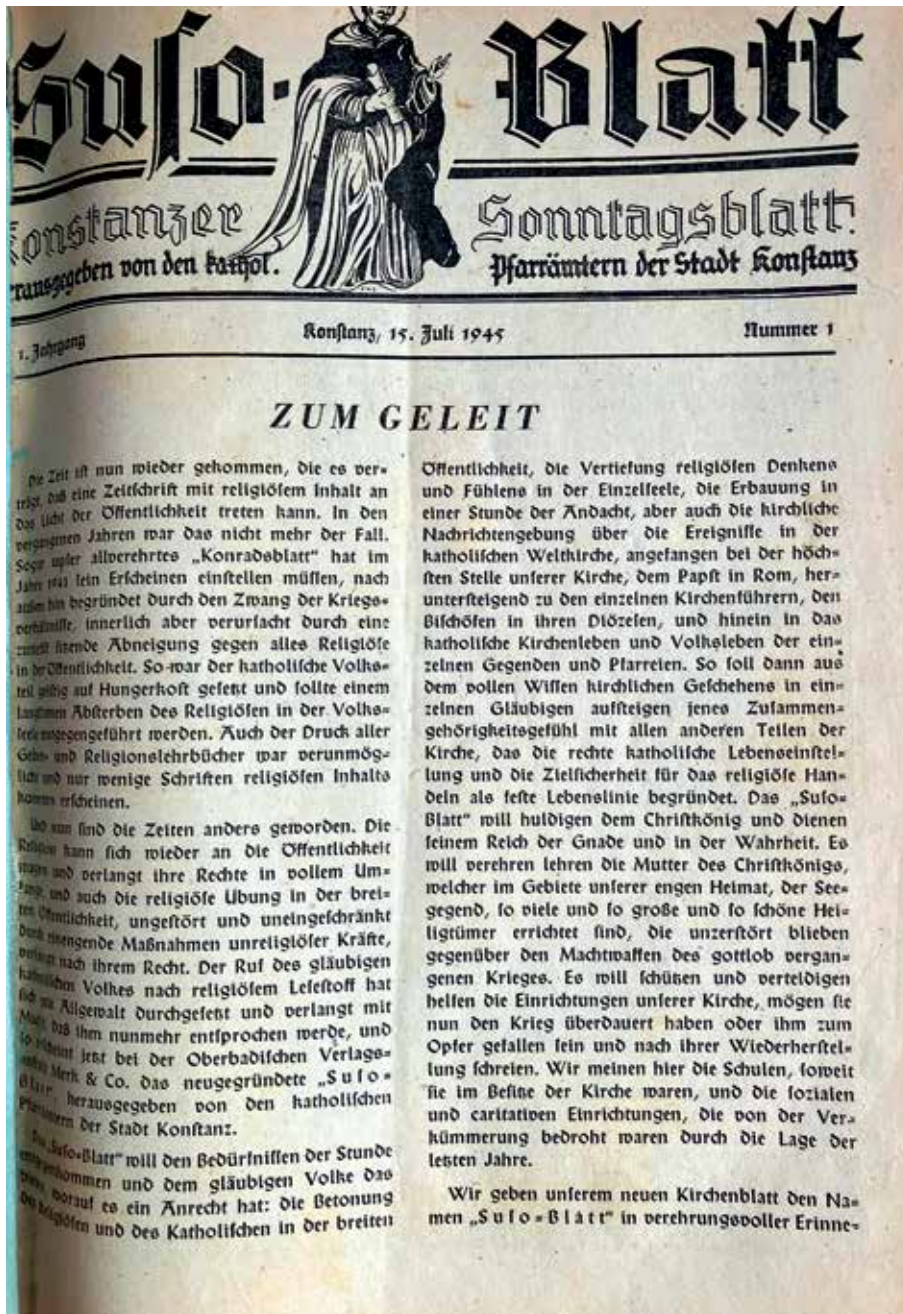 Suso-Blatt
Konstanzer Sonntagsblatt
herausgegeben von den kathol. Pfarrämtern der Stadt Konstanz
1. Jahrgang
Konstanz, 15. Juli 1945
Nummer 1
ZUM GELEIT
Die Zeit ist nun wieder gekommen, die es ver-
trägt, daß eine Zeitschrift mit religiösem Inhalt an
das Licht der Öffentlichkeit treten kann. In den
vergangenen Jahren war das nicht mehr der Fall.
Sogar unser allverehrtes „Konradsblatt“ hat im
Jahre sein Erscheinen einstellen müssen, nach
außen hin begründet durch den Zwang der Kriegs-
verhältnisse, innerlich aber verursacht durch eine
sitzende Abneigung gegen alles Religiöse
in der Öffentlichkeit. So war der katholische Volks-
teil geistig auf Hungerkost gesetzt und sollte einem
langsamen Absterben des Religiösen in der Volks-
seele entgegengeführt werden. Auch der Druck aller
Gebet- und Religionslehrbücher war verunmög-
licht und nur wenige Schriften religiösen Inhalts
konnten erscheinen.
Und nun sind die Zeiten anders geworden. Die
Religion kann sich wieder an die Öffentlichkeit
wagen und verlangt ihre Rechte in vollem Um-
fange, und auch die religiöse Übung in der brei-
ten Öffentlichkeit, ungestört und uneingeschränkt
durch einengende Maßnahmen unreligiöser Kräfte,
verlangt nach ihrem Recht. Der Ruf des gläubigen
katholischen Volkes nach religiösem Lesestoff hat
sich mit Allgewalt durchgesetzt und verlangt mit
Macht, daß ihm nunmehr entsprochen werde, und
so erscheint jetzt bei der Oberbadischen Verlags-
anstalt Merk & Co. das neugegründete „Suso-
Blatt“, herausgegeben von den katholischen
Pfarrämtern der Stadt Konstanz.
Das „Suso-Blatt“ will den Bedürfnissen der Stunde
entgegenkommen und dem gläubigen Volke das
bieten, worauf es ein Anrecht hat: die Betonung
des Religiösen und des Katholischen in der breiten
Öffentlichkeit, die Vertiefung religiösen Denkens
und Fühlens in der Einzelseele, die Erbauung in
einer Stunde der Andacht, aber auch die kirchliche
Nachrichtengebung über die Ereignisse in der
katholischen Weltkirche, angefangen bei der höch-
sten Stelle unserer Kirche, dem Papst in Rom, her-
untersteigend zu den einzelnen Kirchenführern, den
Bischöfen in ihren Diözesen, und hinein in das
katholische Kirchenleben und Volksleben der ein-
zelnen Gegenden und Pfarreien. So soll dann aus
dem vollen Wissen kirchlichen Geschehens in ein-
zelnen Gläubigen aufsteigen jenes Zusammen-
gehörigkeitsgefühl mit allen anderen Teilen der
Kirche, das die rechte katholische Lebenseinstel-
lung und die Zielsicherheit für das religiöse Han-
deln als feste Lebenslinie begründet. Das „Suso-
Blatt“ will huldigen dem Christkönig und dienen
seinem Reich der Gnade und in der Wahrheit. Es
will verehren lehren die Mutter des Christkönigs,
welcher im Gebiete unserer engen Heimat, der See-
gegend, so viele und so große und so schöne Hei-
ligtümer errichtet sind, die unzerstört blieben
gegenüber den Machtwaffen des gottlob vergan-
genen Krieges. Es will schützen und verteidigen
helfen die Einrichtungen unserer Kirche, mögen sie
nun den Krieg überdauert haben oder ihm zum
Opfer gefallen sein und nach ihrer Wiederherstel-
lung schreien. Wir meinen hier die Schulen, soweit
sie im Besitze der Kirche waren, und die sozialen
und caritativen Einrichtungen, die von der Ver-
kümmerung bedroht waren durch die Lage der
letzten Jahre.
Wir geben unserem neuen Kirchenblatt den Na-
men „Suso-Blatt“ in verehrungsvoller Erinne-